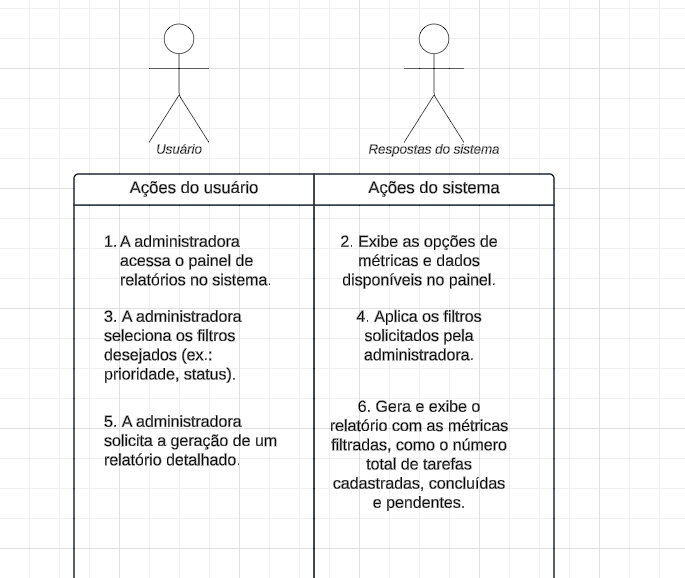 Usuário
Respostas do sistema
Ações do usuário
Ações do sistema
1. A administradora
acessa o painel de
relatórios no sistema.
2. Exibe as opções de
métricas e dados
disponíveis no painel.
3. A administradora
seleciona os filtros
desejados (ex.:
prioridade, status).
4. Aplica os filtros
solicitados pela
administradora.
5. A administradora
solicita a geração de um
relatório detalhado.
6. Gera e exibe o
relatório com as métricas
filtradas, como o número
total de tarefas
cadastradas, concluídas
e pendentes.